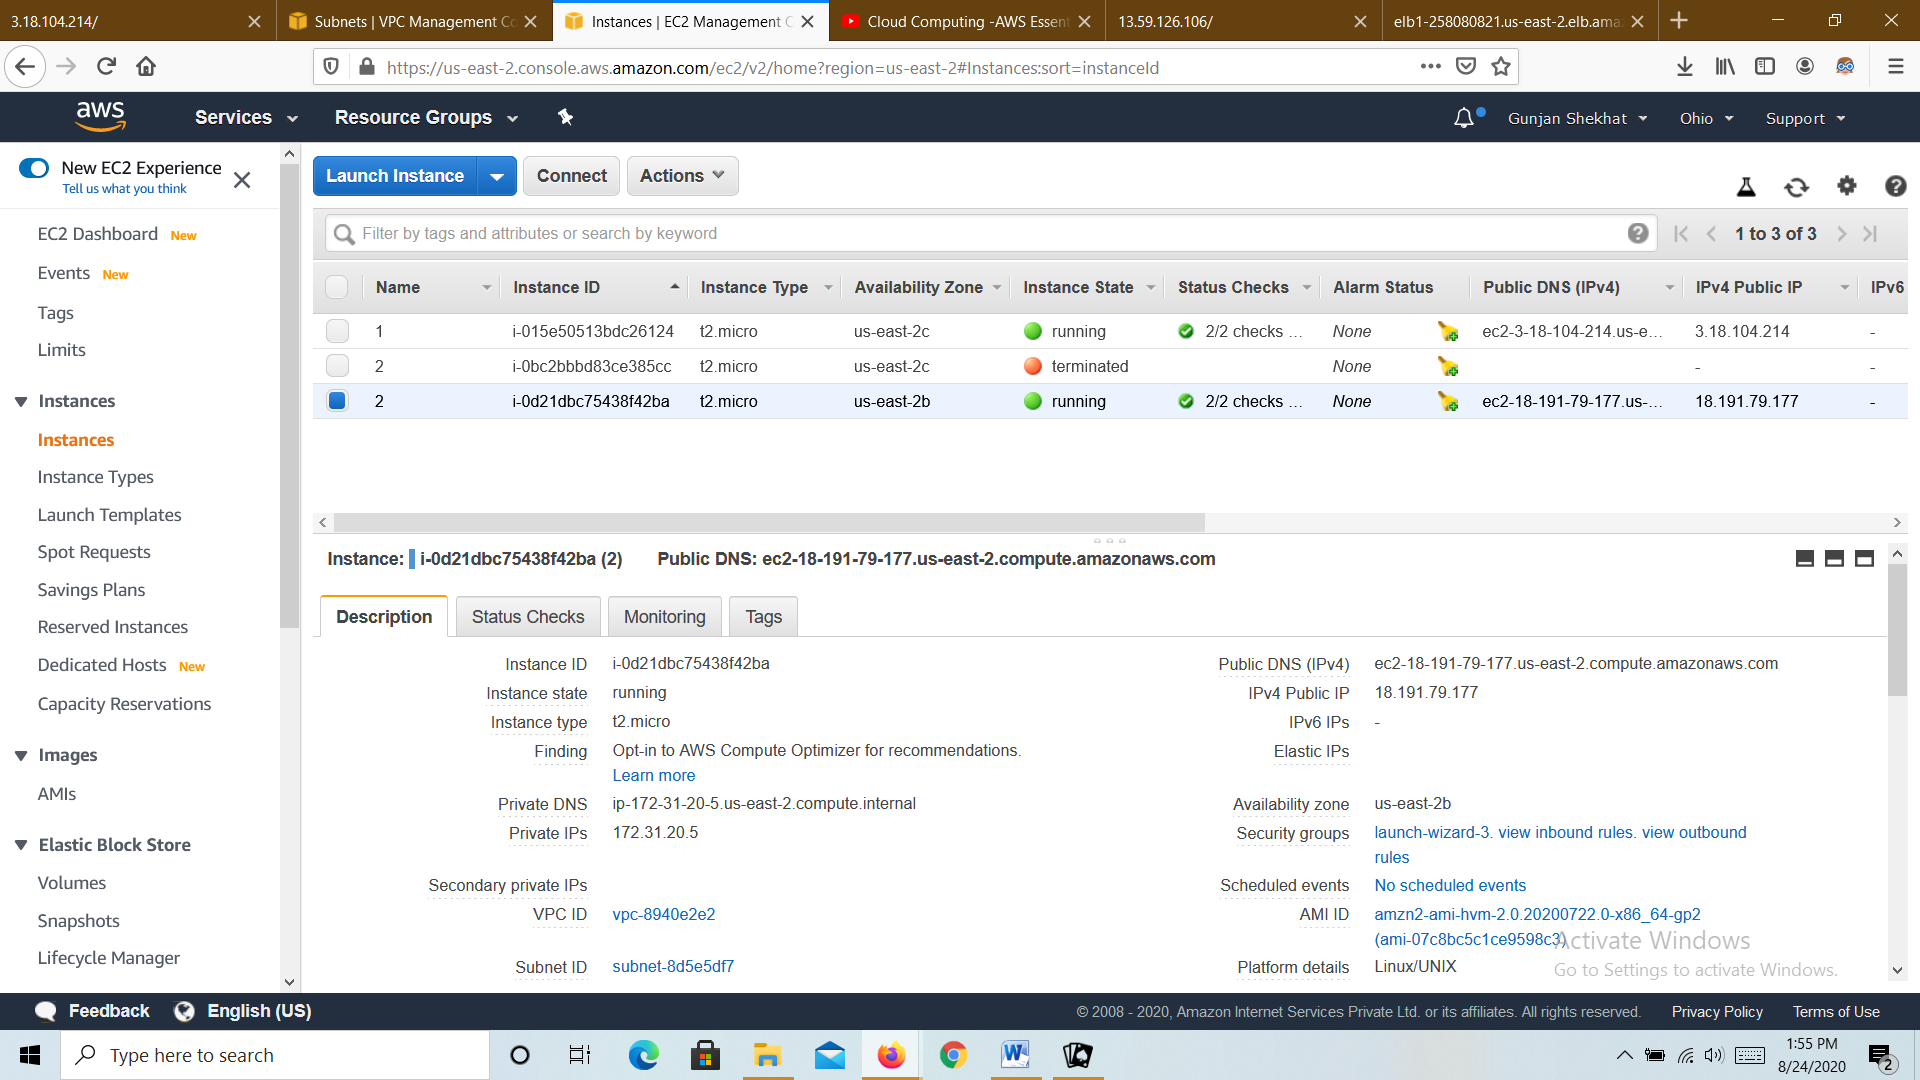 3.18.104.214/
Subnets | VPC Management Co
Instances | EC2 Management C
Cloud Computing -AWS Essent
13.59.126.106/
elb1-258080821.us-east-2.elb.ama
https://us-east-2.console.aws.amazon.com/ec2/v2/home?region=us-east-2#Instances:sort=instanceId
aws
Services
Resource Groups
Gunjan Shekhat
Ohio
Support
New EC2 Experience
Tell us what you think
EC2 Dashboard New
Events New
Tags
Limits
Instances
Instances
Instance Types
Launch Templates
Spot Requests
Savings Plans
Reserved Instances
Dedicated Hosts New
Capacity Reservations
Images
AMIs
Elastic Block Store
Volumes
Snapshots
Lifecycle Manager
Launch Instance
Connect
Actions
Filter by tags and attributes or search by keyword
1 to 3 of 3
Name Instance ID Instance Type Availability Zone Instance State Status Checks Alarm Status Public DNS (IPv4) IPv4 Public IP IPv6
1 i-015e50513bdc26124 t2.micro us-east-2c running 2/2 checks ... None ec2-3-18-104-214.us-e... 3.18.104.214 -
2 i-0bc2bbbd83ce385cc t2.micro us-east-2c terminated None - -
2 i-0d21dbc75438f42ba t2.micro us-east-2b running 2/2 checks ... None ec2-18-191-79-177.us-... 18.191.79.177 -
Instance: i-0d21dbc75438f42ba (2) Public DNS: ec2-18-191-79-177.us-east-2.compute.amazonaws.com
Description
Status Checks
Monitoring
Tags
Instance ID i-0d21dbc75438f42ba
Instance state running
Instance type t2.micro
Finding Opt-in to AWS Compute Optimizer for recommendations.
Learn more
Private DNS ip-172-31-20-5.us-east-2.compute.internal
Private IPs 172.31.20.5
Secondary private IPs
VPC ID vpc-8940e2e2
Subnet ID subnet-8d5e5df7
Public DNS (IPv4) ec2-18-191-79-177.us-east-2.compute.amazonaws.com
IPv4 Public IP 18.191.79.177
IPv6 IPs -
Elastic IPs
Availability zone us-east-2b
Security groups launch-wizard-3. view inbound rules. view outbound
rules
Scheduled events No scheduled events
AMI ID amzn2-ami-hvm-2.0.20200722.0-x86_64-gp2
(ami-07c8bc5c1ce9598c3)
Platform details Linux/UNIX
Activate Windows
Go to Settings to activate Windows.
Feedback
English (US)
© 2008 - 2020, Amazon Internet Services Private Ltd. or its affiliates. All rights reserved.
Privacy Policy
Terms of Use
Type here to search
1:55 PM
8/24/2020
2